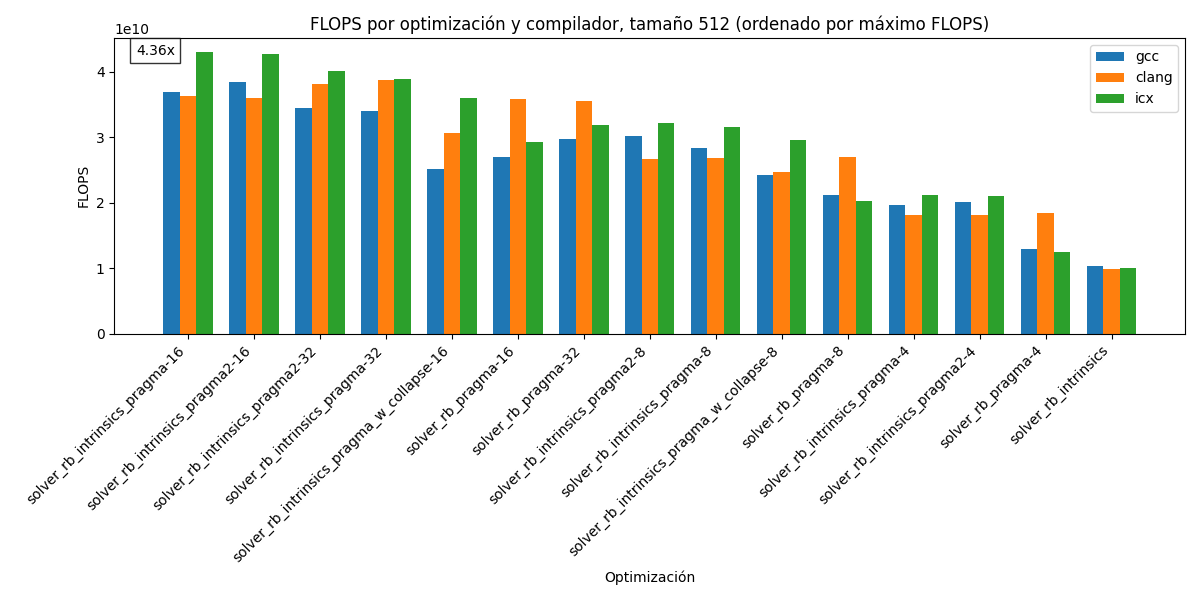 FLOPS por optimización y compilador, tamaño 512 (ordenado por máximo FLOPS)
1e10
4.36x
gcc
clang
icx
4
3
2
1
0
FLOPS
solver_rb_intrinsics_pragma-16
solver_rb_intrinsics_pragma2-16
solver_rb_intrinsics_pragma2-32
solver_rb_intrinsics_pragma-32
solver_rb_intrinsics_pragma_w_collapse-16
solver_rb_pragma-16
solver_rb_pragma-32
solver_rb_intrinsics_pragma2-8
solver_rb_intrinsics_pragma-8
solver_rb_intrinsics_pragma_w_collapse-8
solver_rb_pragma-8
solver_rb_intrinsics_pragma-4
solver_rb_intrinsics_pragma2-4
solver_rb_pragma-4
solver_rb_intrinsics
Optimización